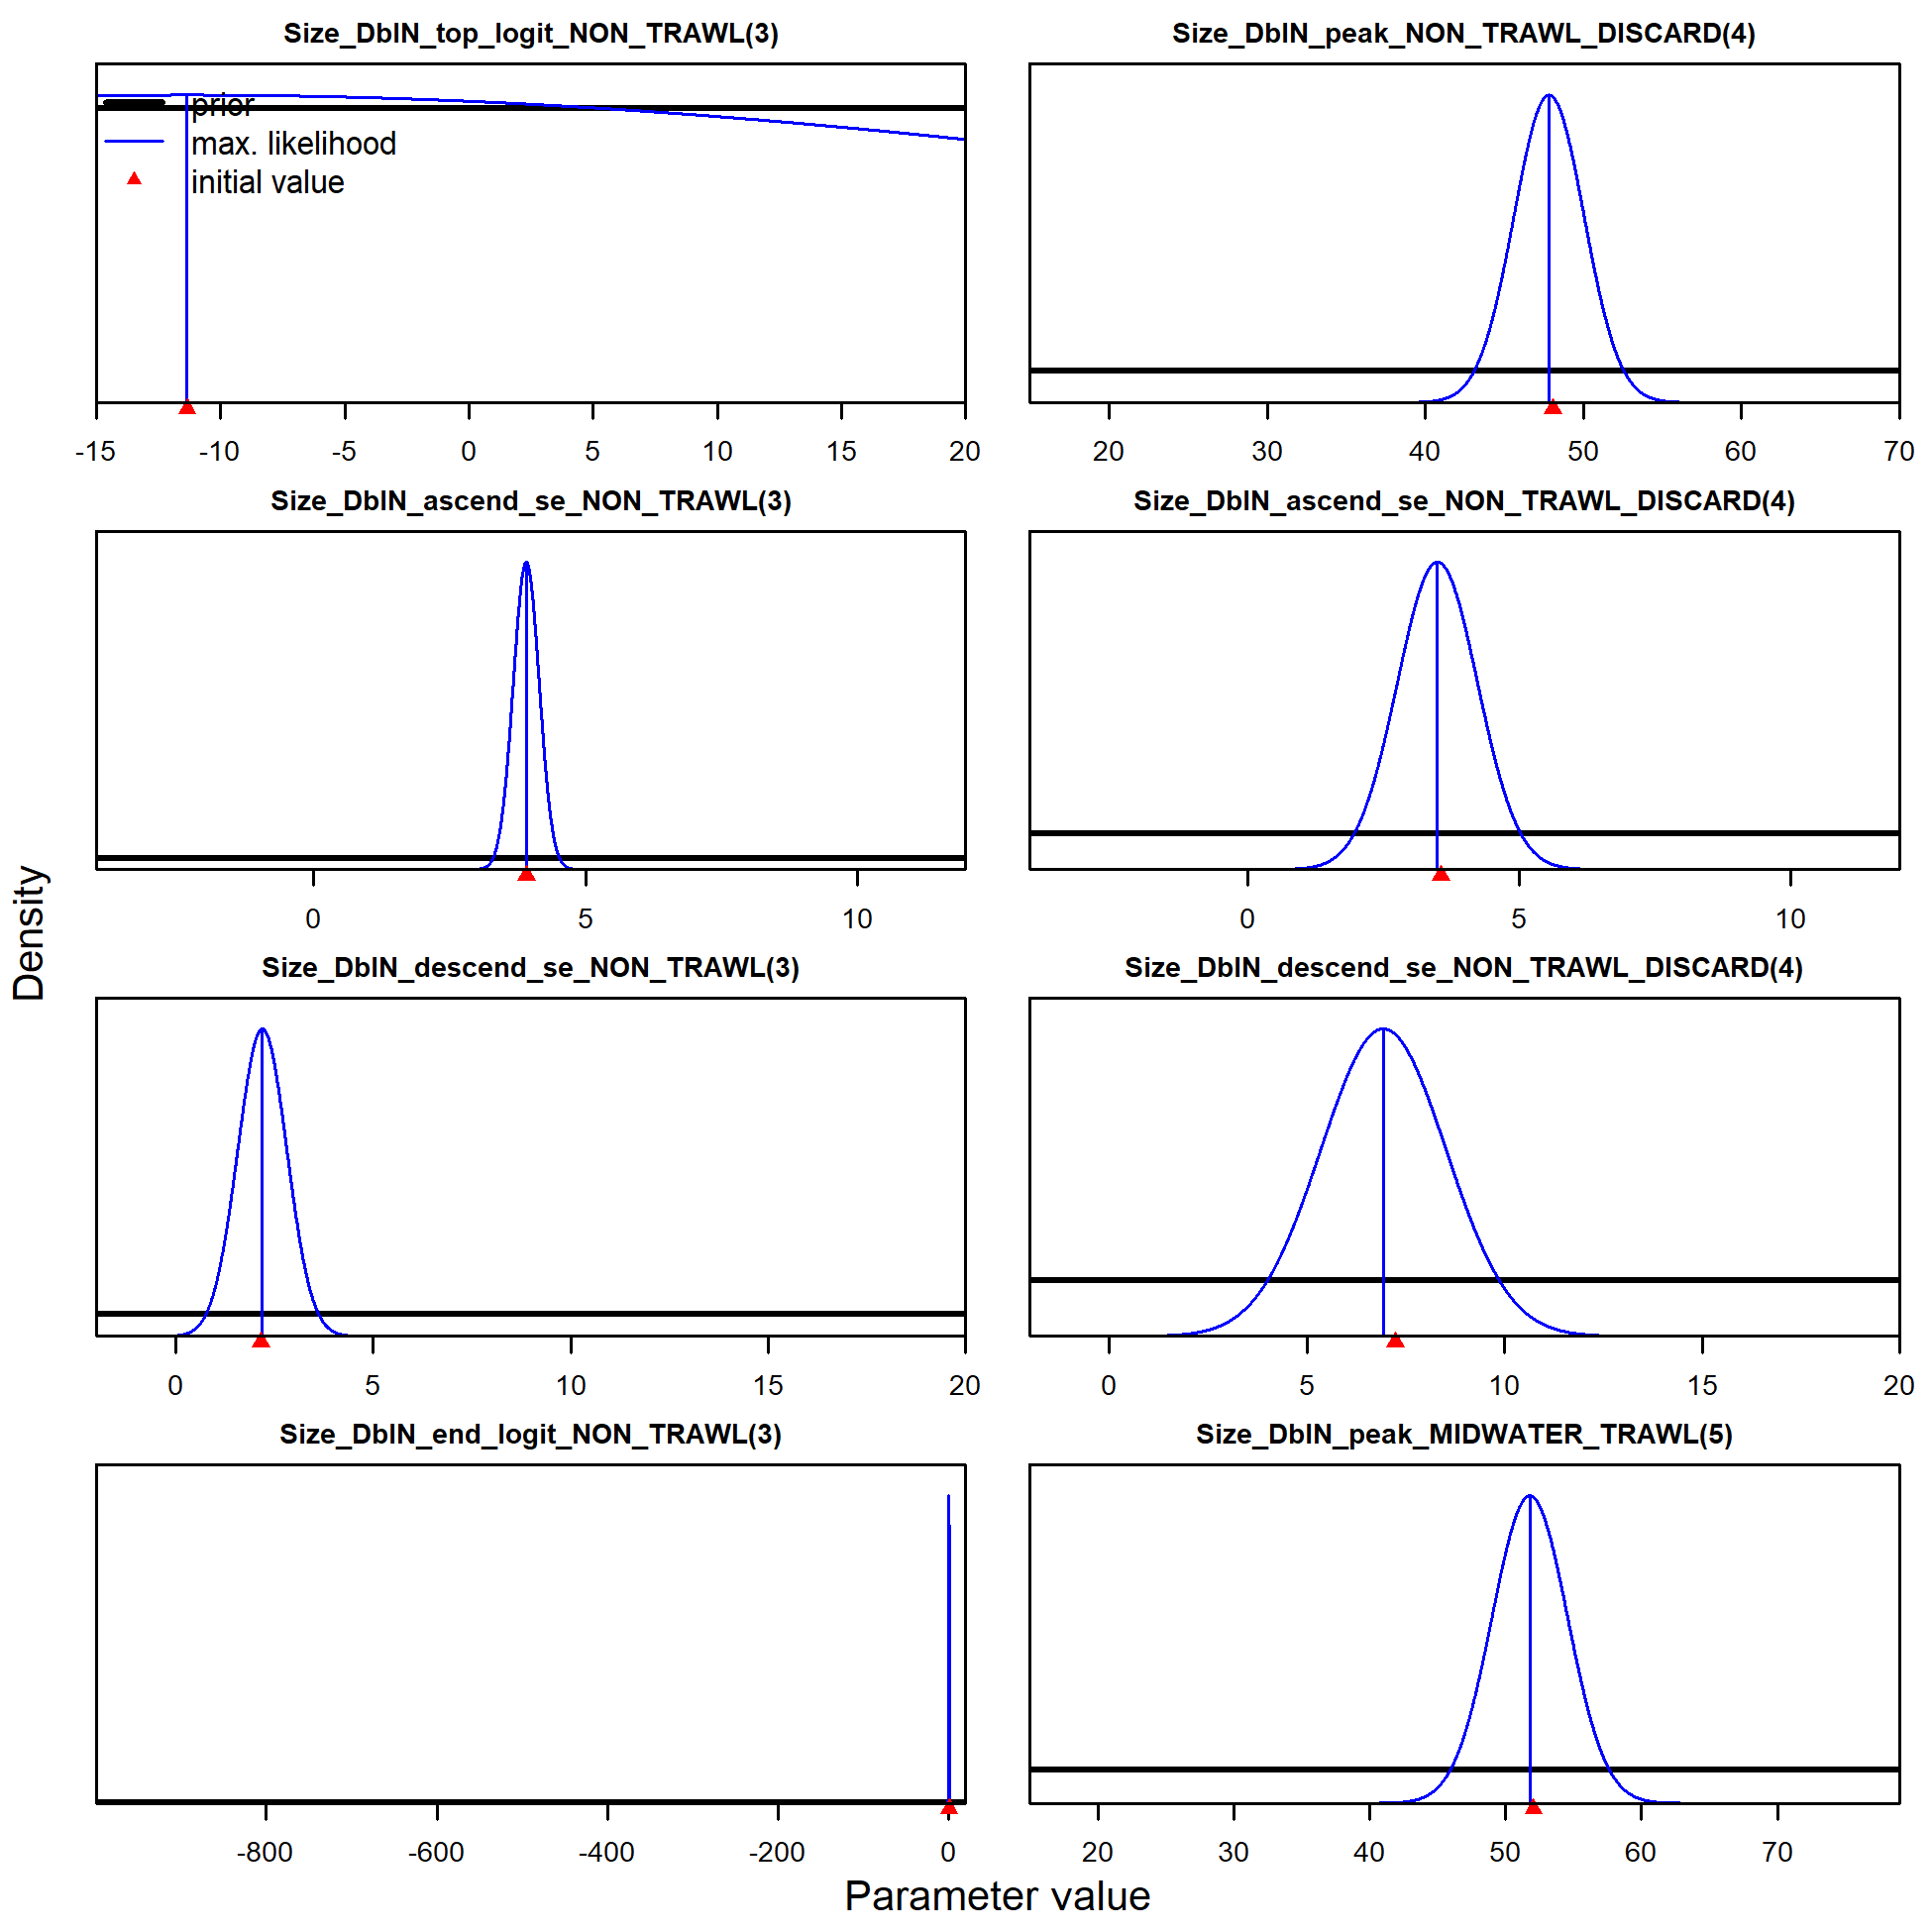 Size_DblN_top_logit_NON_TRAWL(3)
prior
max. likelihood
initial value
-15 -10 -5 0 5 10 15 20
Size_DblN_peak_NON_TRAWL_DISCARD(4)
20 30 40 50 60 70
Size_DblN_ascend_se_NON_TRAWL(3)
0 5 10
Size_DblN_ascend_se_NON_TRAWL_DISCARD(4)
0 5 10
Size_DblN_descend_se_NON_TRAWL(3)
0 5 10 15 20
Size_DblN_descend_se_NON_TRAWL_DISCARD(4)
0 5 10 15 20
Size_DblN_end_logit_NON_TRAWL(3)
-800 -600 -400 -200 0
Size_DblN_peak_MIDWATER_TRAWL(5)
20 30 40 50 60 70
Density
Parameter value